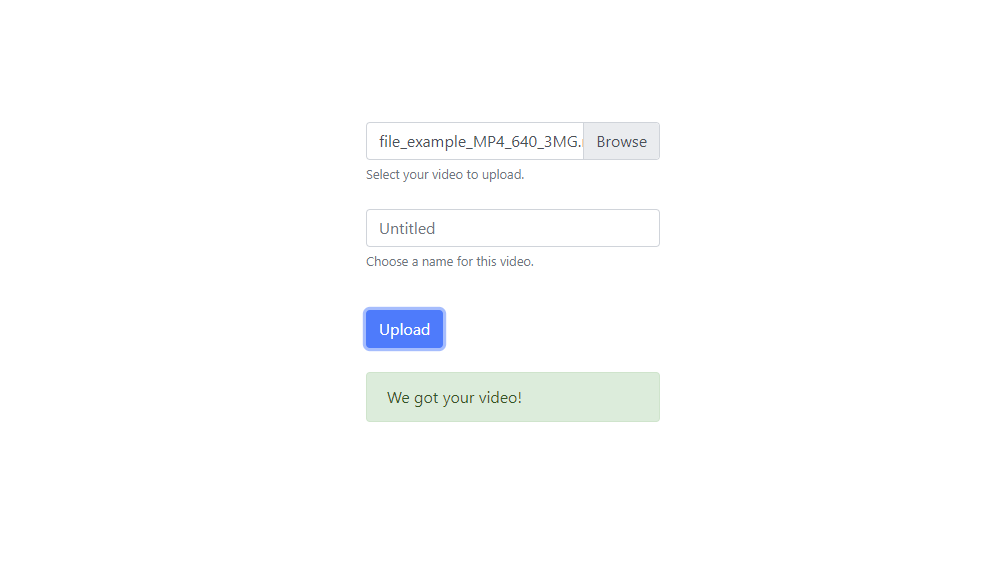 file_example_MP4_640_3MG. Browse
Select your video to upload.
Untitled
Choose a name for this video.
Upload
We got your video!